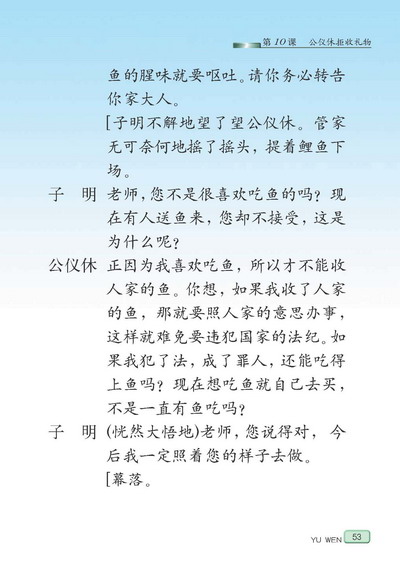 第10课 公仪休拒收礼物
鱼的腥味就要呕吐。请你务必转告
你家大人。
[子明不解地望了望公仪休。管家
无可奈何地摇了摇头，提着鲤鱼下
场。
子 明 老师，您不是很喜欢吃鱼的吗？现
在有人送鱼来，您却不接受，这是
为什么呢？
公仪休 正因为我喜欢吃鱼，所以才不能收
人家的鱼。你想，如果我收了人家
的鱼，那就要照人家的意思办事，
这样就难免要违犯国家的法纪。如
果我犯了法，成了罪人，还能吃得
上鱼吗？现在想吃鱼就自己去买，
不是一直有鱼吃吗？
子 明 (恍然大悟地)老师，您说得对，今
后我一定照着您的样子去做。
[幕落。
YU WEN 53